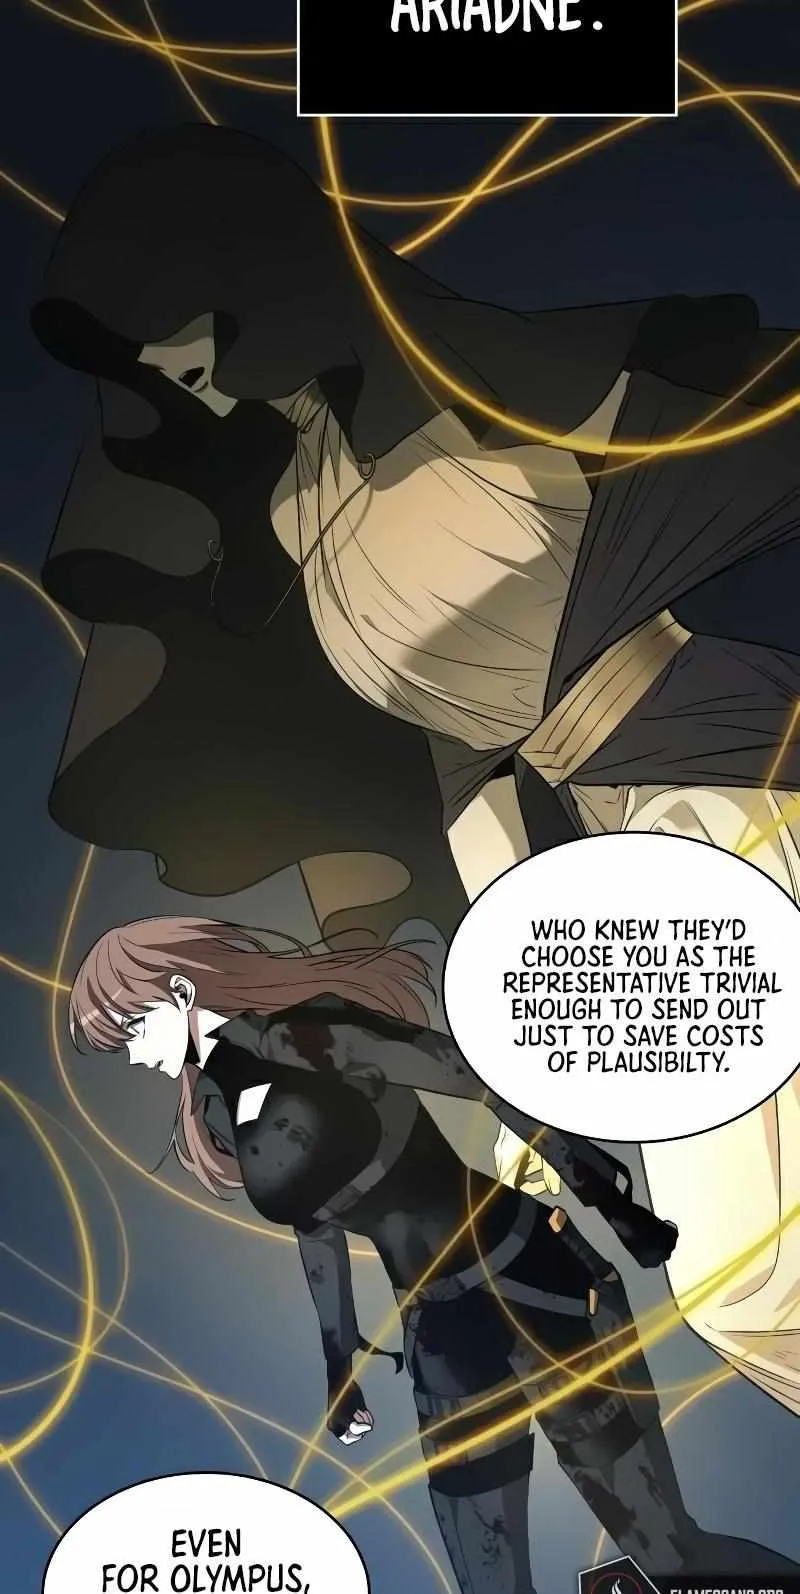 ARIADNE.
WHO KNEW THEY'D
CHOOSE YOU AS THE
REPRESENTATIVE TRIVIAL
ENOUGH TO SEND OUT
JUST TO SAVE COSTS
OF PLAUSIBILTY.
EVEN
FOR OLYMPUS,